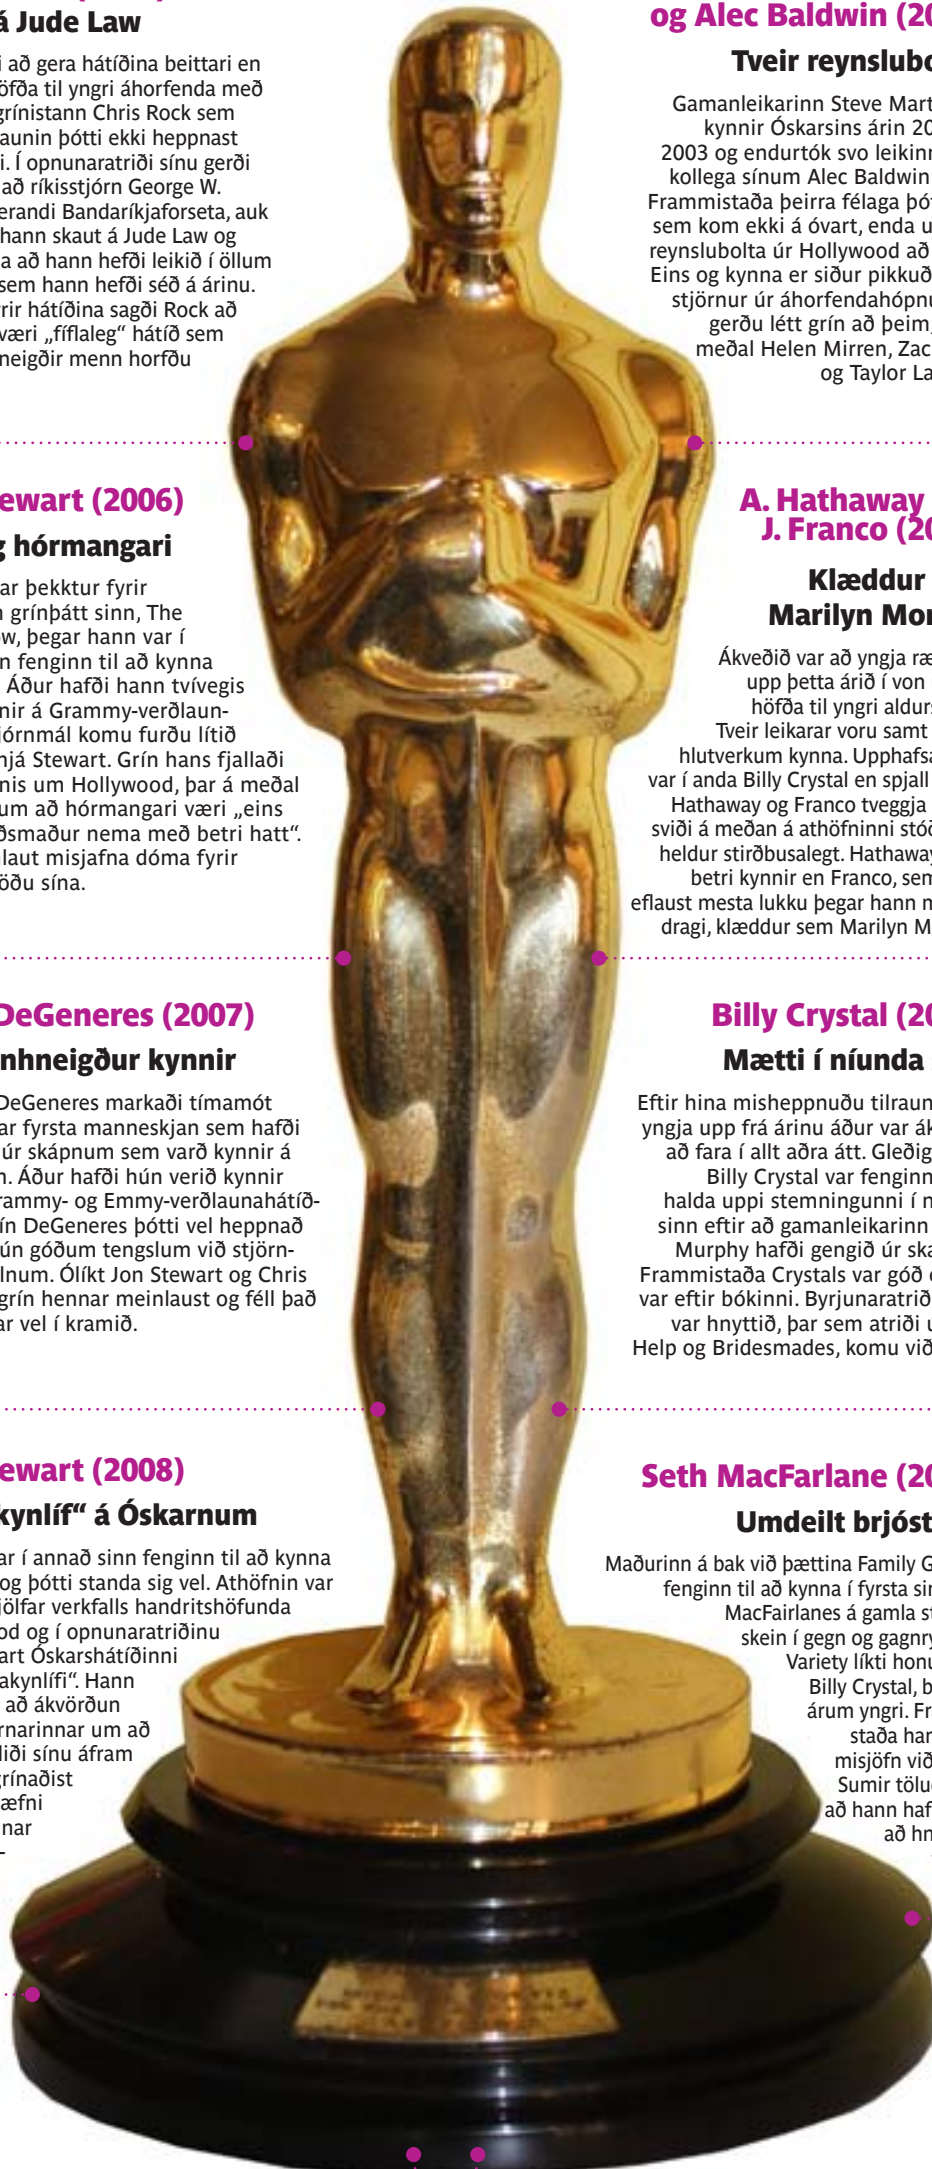 á Jude Law
i að gera hátíðina beittari en
öfða til yngri áhorfenda með
grínistann Chris Rock sem
aunin þótti ekki heppnast
i. Í opnunaratriði sínu gerði
að ríkisstjórn George W.
erandi Bandaríkjaforseta, auk
hann skaut á Jude Law og
a að hann hefði leikið í öllum
sem hann hefði séð á árinu.
rir hátíðina sagði Rock að
væri „fíflaleg“ hátíð sem
neigðir menn horfðu
ewart (2006)
g hórmangari
ar þekktur fyrir
n grínþátt sinn, The
ow, þegar hann var í
n fenginn til að kynna
Áður hafði hann tvívegis
nir á Grammy-verðlaun-
jórnmál komu furðu lítið
hjá Stewart. Grín hans fjallaði
nis um Hollywood, þar á meðal
um að hórmangari væri „eins
ðsmaður nema með betri hatt“.
laut misjafna dóma fyrir
öðu sína.
DeGeneres (2007)
nhneigður kynnir
DeGeneres markaði tímamót
ar fyrsta manneskjan sem hafði
úr skápnum sem varð kynnir á
n. Áður hafði hún verið kynnir
rammy- og Emmy-verðlaunahátíð-
ín DeGeneres þótti vel heppnað
ún góðum tengslum við stjörn-
lnum. Ólíkt Jon Stewart og Chris
grín hennar meinlaust og féll það
ar vel í kramið.
ewart (2008)
kynlíf“ á Óskarnum
ar í annað sinn fenginn til að kynna
og þótti standa sig vel. Athöfnin var
jölfar verkfalls handritshöfunda
od og í opnunaratriðinu
art Óskarshátíðinni
akynlífi“. Hann
að ákvörðun
rnarinnar um að
liði sínu áfram
grínaðist
æfni
nar
-
og Alec Baldwin (20
Tveir reynslubo
Gamanleikarinn Steve Mart
kynnir Óskarsins árin 20
2003 og endurtók svo leikinn
kollega sínum Alec Baldwin
Frammistaða þeirra félaga þót
sem kom ekki á óvart, enda u
reynslubolta úr Hollywood að
Eins og kynna er siður pikkuð
stjörnur úr áhorfendahópnu
gerðu létt grín að þeim,
meðal Helen Mirren, Zac
og Taylor La
A. Hathaway
J. Franco (20
Klæddur
Marilyn Mon
Ákveðið var að yngja ræ
upp þetta árið í von
höfða til yngri aldurs
Tveir leikarar voru samt
hlutverkum kynna. Upphafsa
var í anda Billy Crystal en spjall
Hathaway og Franco tveggja
sviði á meðan á athöfninni stóð
heldur stirðbusalegt. Hathaway
betri kynnir en Franco, sem
eflaust mesta lukku þegar hann m
dragi, klæddur sem Marilyn M
Billy Crystal (20
Mætti í níunda
Eftir hina misheppnuðu tilraun
yngja upp frá árinu áður var ák
að fara í allt aðra átt. Gleðig
Billy Crystal var fenginn
halda uppi stemningunni í n
sinn eftir að gamanleikarinn
Murphy hafði gengið úr ska
Frammistaða Crystals var góð e
var eftir bókinni. Byrjunaratrið
var hnyttið, þar sem atriði u
Help og Bridesmades, komu við
Seth MacFarlane (20
Umdeilt brjóst
Maðurinn á bak við þættina Family G
fenginn til að kynna í fyrsta sin
MacFairlanes á gamla st
skein í gegn og gagnrý
Variety líkti honu
Billy Crystal, b
árum yngri. Fr
staða han
misjöfn við
Sumir tölu
að hann haf
að hn